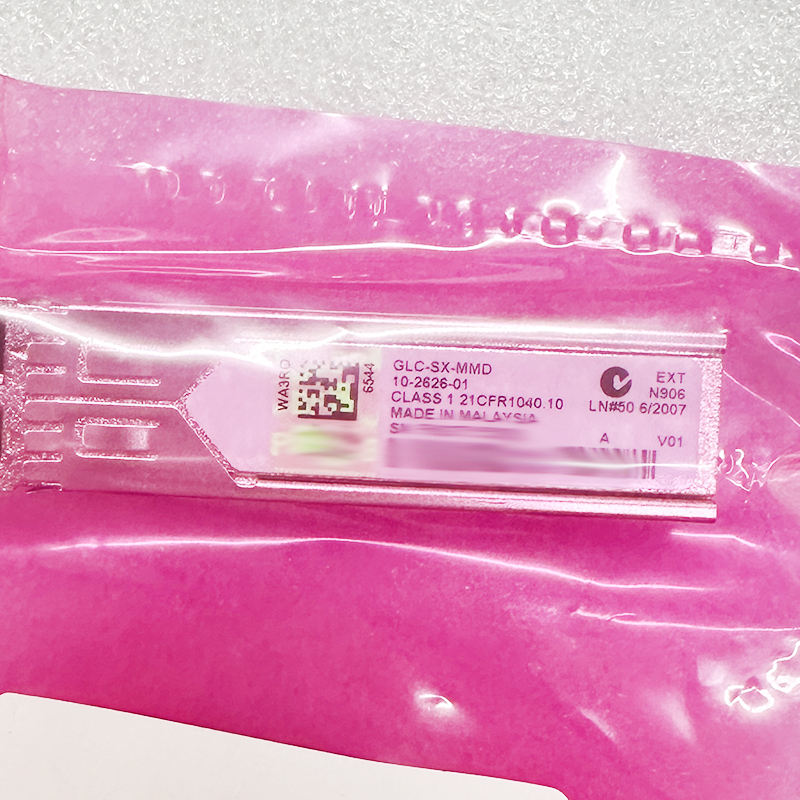 WA3RD
6544
GLC-SX-MMD
10-2626-01
CLASS 1 21CFR1040.10
MADE IN MALAYSIA
EXT
N906
LN#50 6/2007
A V01